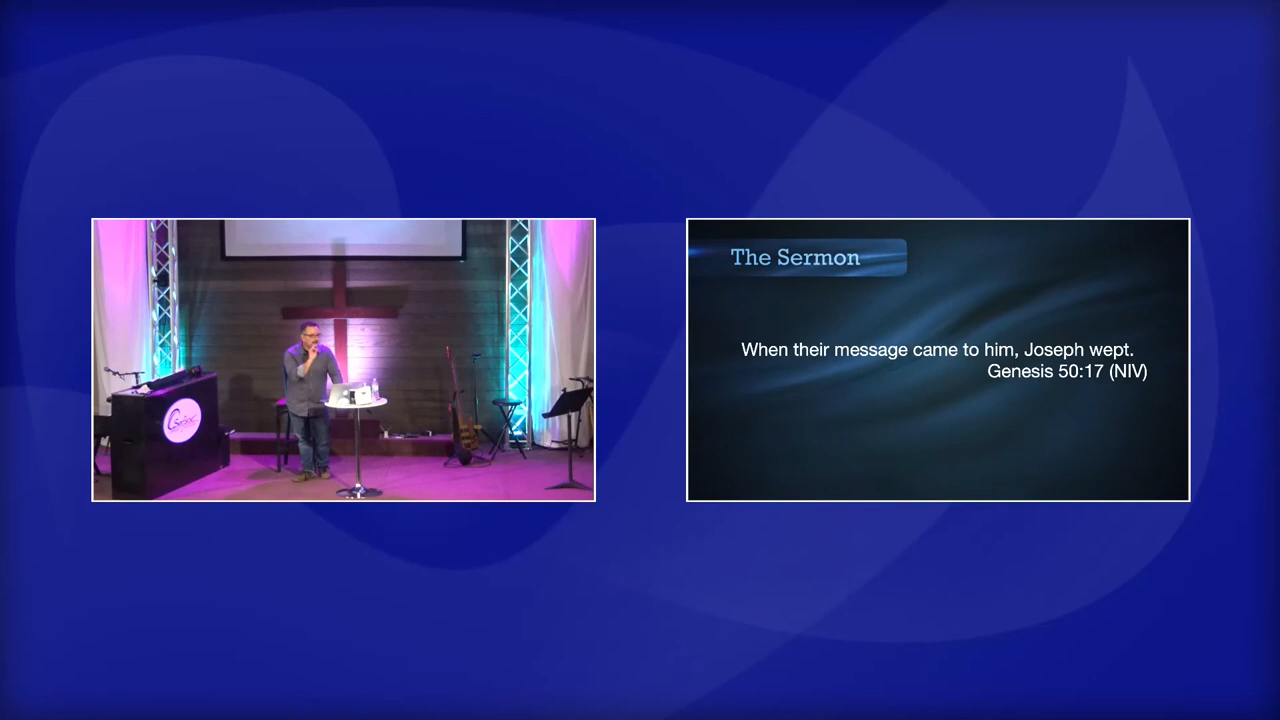 The Sermon
When their message came to him, Joseph wept.
Genesis 50:17 (NIV)